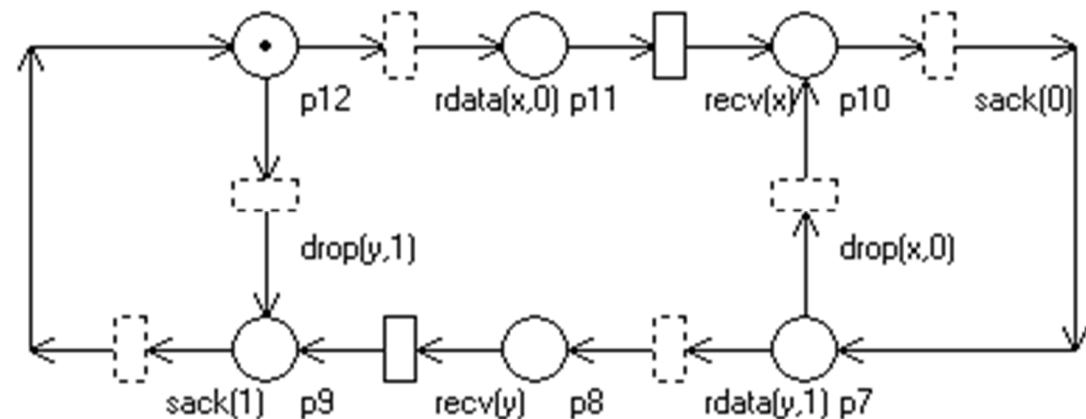 p12 rdata(x,0) p11 recv(x) p10 sack(0)
drop(y,1) drop(x,0)
sack(1) p9 recv(y) p8 rdata(y,1) p7